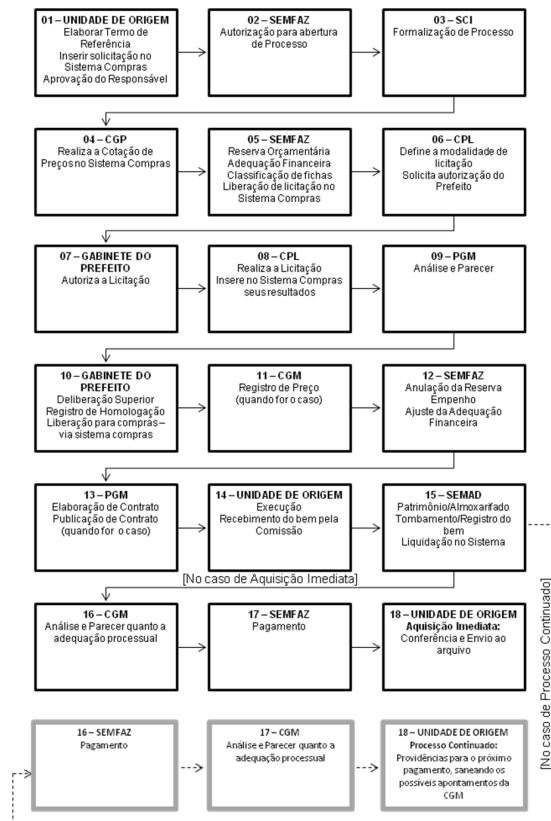 01 – UNIDADE DE ORIGEM
Elaborar Termo de
Referência
Inserir solicitação no
Sistema Compras
Aprovação do Responsável
02 – SEMFAZ
Autorização para abertura
de Processo
03 – SCI
Formalização de Processo
04 – CGP
Realiza a Cotação de
Preços no Sistema Compras
05 – SEMFAZ
Reserva Orçamentária
Adequação Financeira
Classificação de fichas
Liberação de licitação no
Sistema Compras
06 – CPL
Define a modalidade de
licitação
Solicita autorização do
Prefeito
07 – GABINETE DO
PREFEITO
Autoriza a Licitação
08 – CPL
Realiza a Licitação
Insere no Sistema Compras
seus resultados
09 – PGM
Análise e Parecer
10 – GABINETE DO
PREFEITO
Deliberação Superior
Registro de Homologação
Liberação para compras –
via sistema compras
11 – CGM
Registro de Preço
(quando for o caso)
12 – SEMFAZ
Anulação da Reserva
Empenho
Ajuste da Adequação
Financeira
13 – PGM
Elaboração de Contrato
Publicação de Contrato
(quando for o caso)
14 – UNIDADE DE ORIGEM
Execução
Recebimento do bem pela
Comissão
15 – SEMAD
Patrimônio/Almoxarifado
Tombamento/Registro do
bem
Liquidação no Sistema
[No caso de Aquisição Imediata]
[No caso de Processo Continuado]
16 – CGM
Análise e Parecer quanto a
adequação processual
17 – SEMFAZ
Pagamento
18 – UNIDADE DE ORIGEM
Aquisição Imediata:
Conferência e Envio ao
arquivo
16 – SEMFAZ
Pagamento
17 – CGM
Análise e Parecer quanto a
adequação processual
18 – UNIDADE DE ORIGEM
Processo Continuado:
Providências para o próximo
pagamento, saneando os
possíveis apontamentos da
CGM